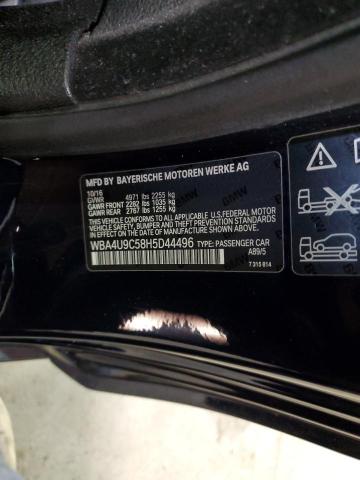 MFD BY BAYERISCHE MOTOREN WERKE AG
10/16
GVWR 4971 lbs 2255 kg
GAWR FRONT 2282 lbs 1035 kg
GAWR REAR 2767 lbs 1255 kg
THIS VEHICLE CONFORMS TO ALL APPLICABLE U.S.FEDERAL MOTOR
VEHICLE SAFETY, BUMPER, AND THEFT PREVENTION STANDARDS
IN EFFECT ON THE DATE OF MANUFACTURE SHOWN ABOVE.
WBA4U9C58H5D44496 TYPE: PASSENGER CAR
A89/5
7 315 814
BMW